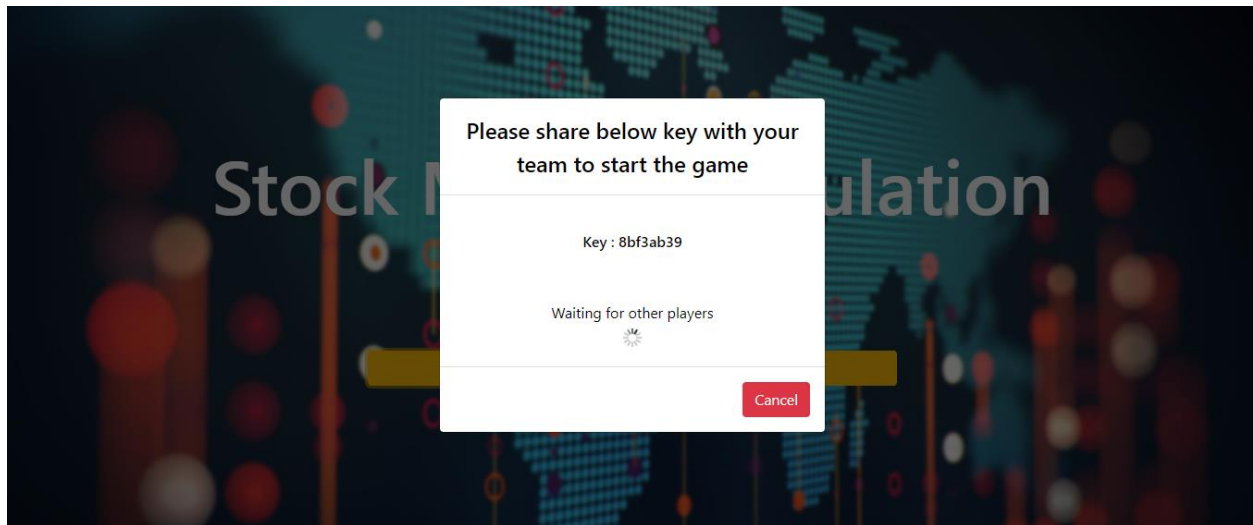 Please share below key with your
team to start the game
Stock
Key : 8bf3ab39
Waiting for other players
Cancel